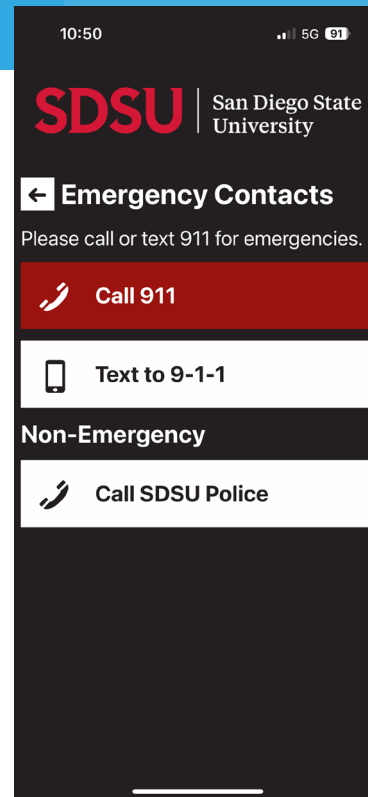 10:50
5G 91
SDSU
San Diego State
University
Emergency Contacts
Please call or text 911 for emergencies.
Call 911
Text to 9-1-1
Non-Emergency
Call SDSU Police